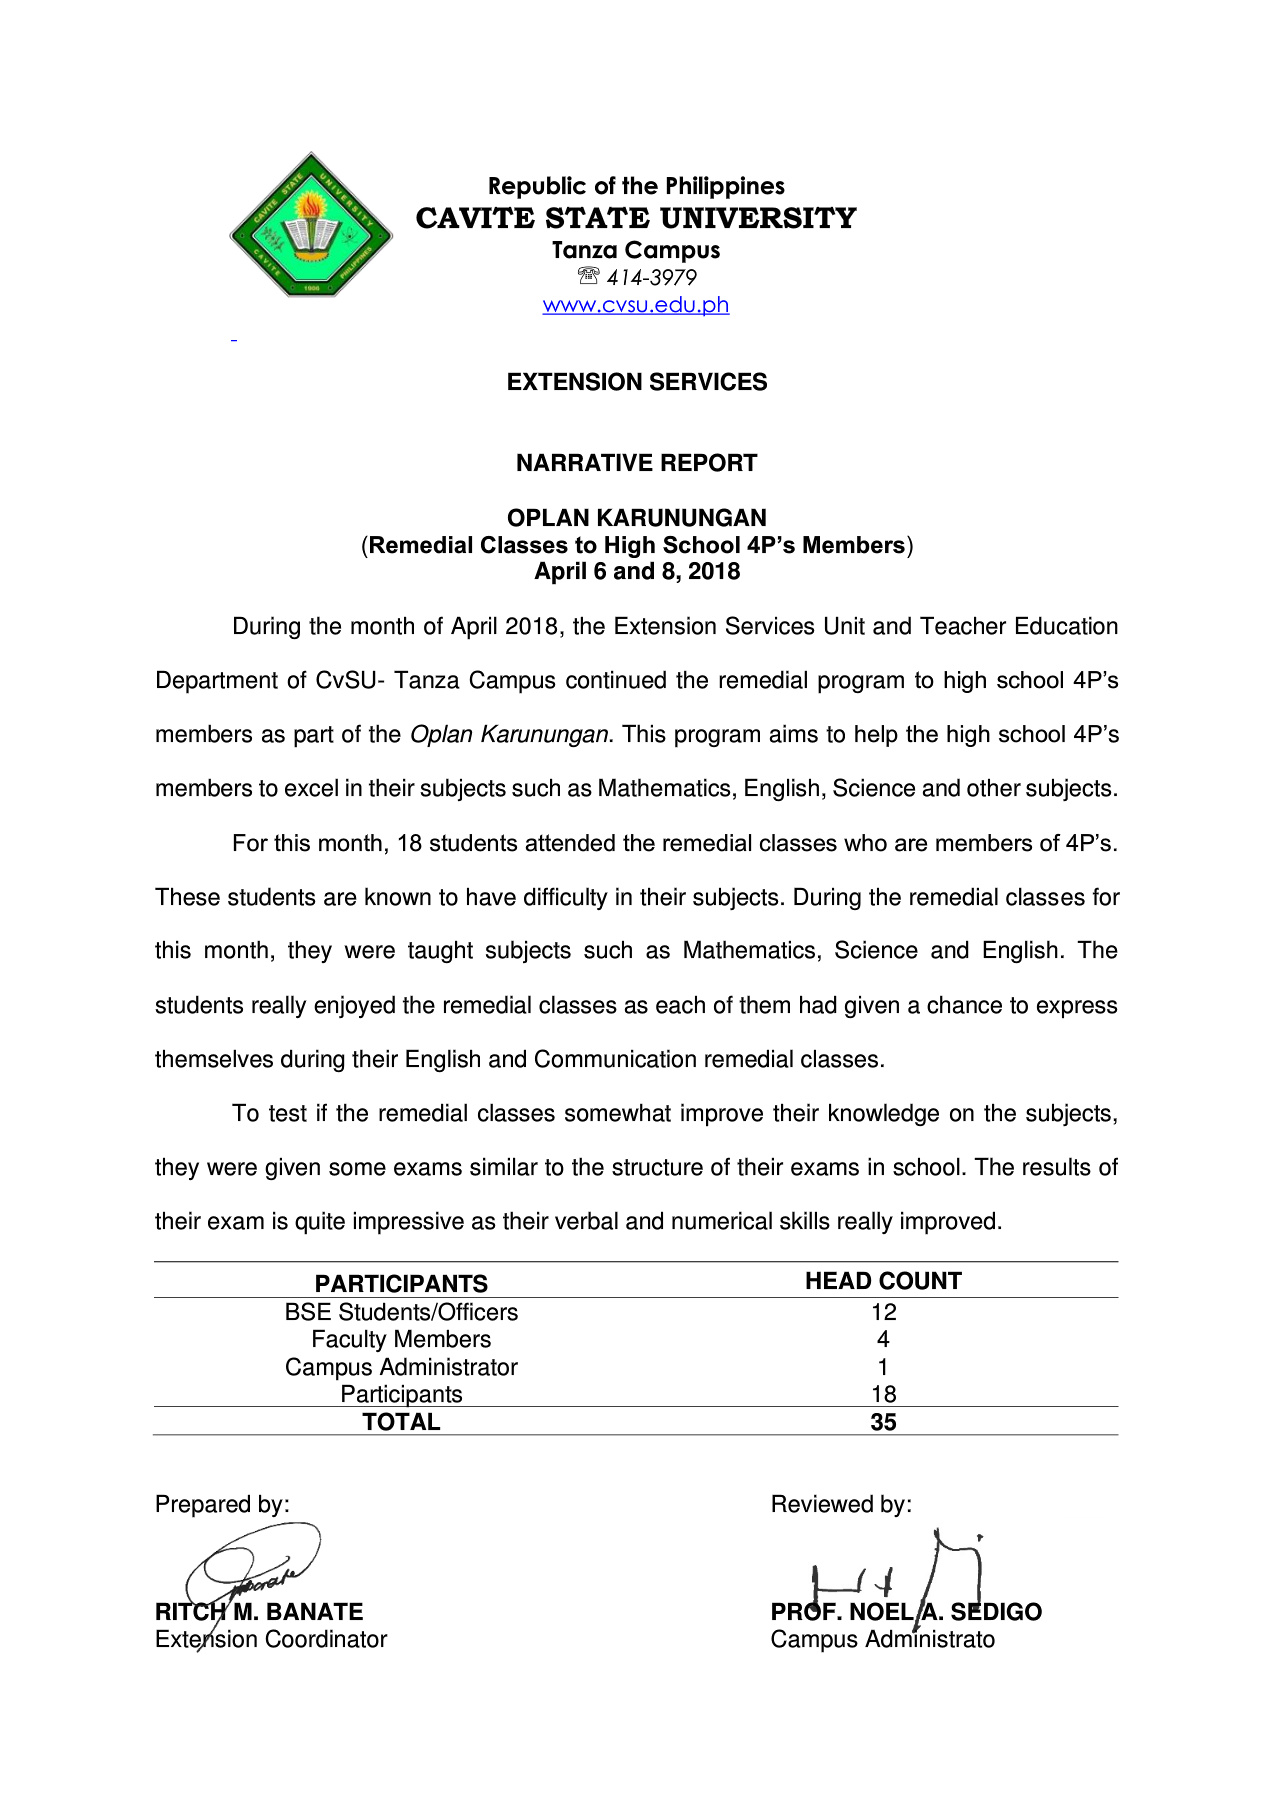 Republic of the Philippines
CAVITE STATE UNIVERSITY
Tanza Campus
☏ 414-3979
www.cvsu.edu.ph
CAVITE STATE UNIVERSITY
CAVITE PHILIPPINES
1906
EXTENSION SERVICES
NARRATIVE REPORT
OPLAN KARUNUNGAN
(Remedial Classes to High School 4P’s Members)
April 6 and 8, 2018
During the month of April 2018, the Extension Services Unit and Teacher Education
Department of CvSU- Tanza Campus continued the remedial program to high school 4P’s
members as part of the Oplan Karunungan. This program aims to help the high school 4P’s
members to excel in their subjects such as Mathematics, English, Science and other subjects.
For this month, 18 students attended the remedial classes who are members of 4P’s.
These students are known to have difficulty in their subjects. During the remedial classes for
this month, they were taught subjects such as Mathematics, Science and English. The
students really enjoyed the remedial classes as each of them had given a chance to express
themselves during their English and Communication remedial classes.
To test if the remedial classes somewhat improve their knowledge on the subjects,
they were given some exams similar to the structure of their exams in school. The results of
their exam is quite impressive as their verbal and numerical skills really improved.
PARTICIPANTS HEAD COUNT
BSE Students/Officers 12
Faculty Members 4
Campus Administrator 1
Participants 18
TOTAL 35
Prepared by: Reviewed by:
RITCH M. BANATE PROF. NOEL A. SEDIGO
Extension Coordinator Campus Administrato